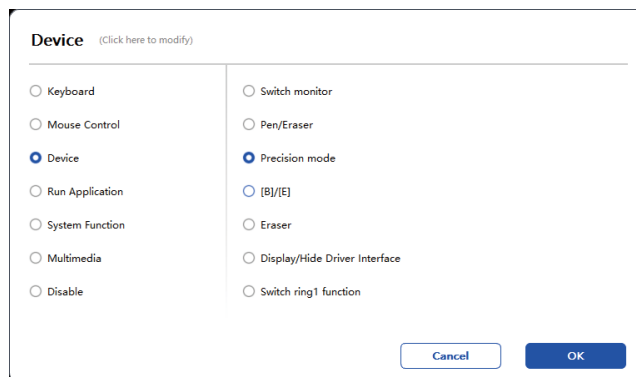 Device (Click here to modify)
Keyboard
Mouse Control
Device
Run Application
System Function
Multimedia
Disable
Switch monitor
Pen/Eraser
Precision mode
[B]/[E]
Eraser
Display/Hide Driver Interface
Switch ring1 function
Cancel
OK